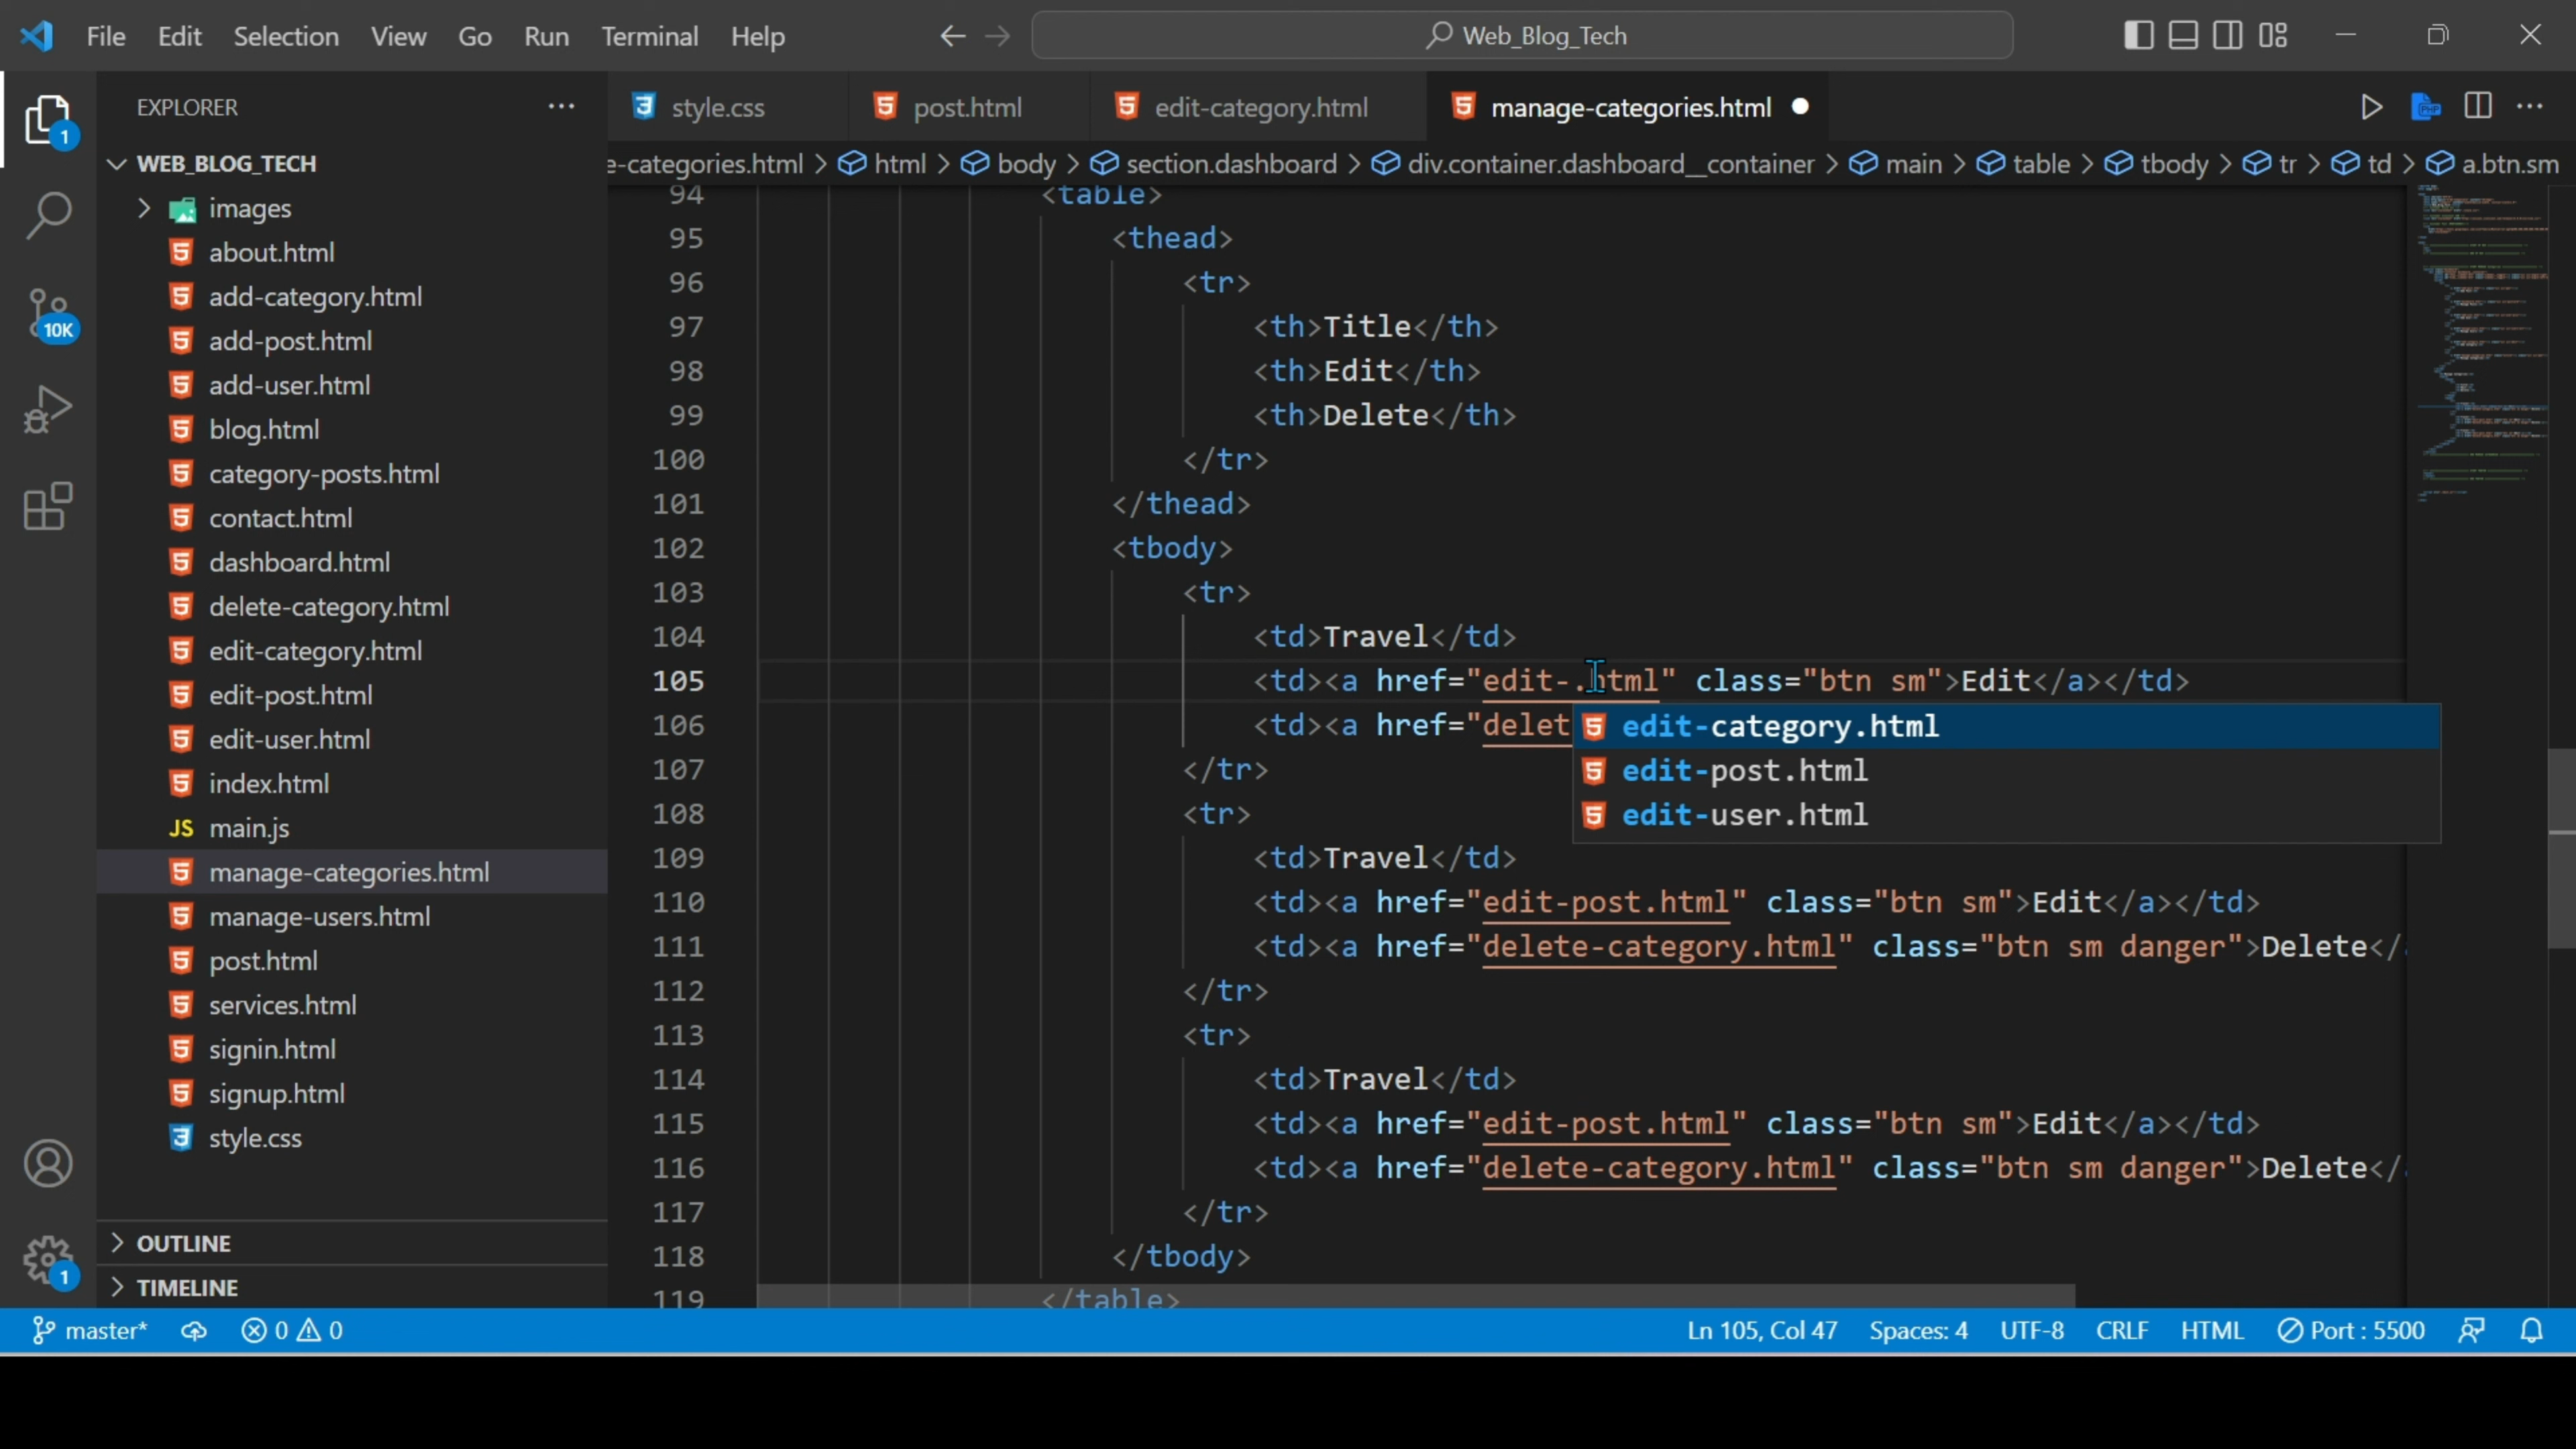 File Edit Selection View Go Run Terminal Help
Web_Blog_Tech
EXPLORER
style.css
post.html
edit-category.html
manage-categories.html
WEB_BLOG_TECH
e-categories.html > html > body > section.dashboard > div.container.dashboard__container > main > table > tbody > tr > td > a.btn.sm
1
10K
images
about.html
add-category.html
add-post.html
add-user.html
blog.html
category-posts.html
contact.html
dashboard.html
delete-category.html
edit-category.html
edit-post.html
edit-user.html
index.html
JS main.js
manage-categories.html
manage-users.html
post.html
services.html
signin.html
signup.html
style.css
OUTLINE
TIMELINE
1
94 <table>
95 <thead>
96 <tr>
97 <th>Title</th>
98 <th>Edit</th>
99 <th>Delete</th>
100 </tr>
101 </thead>
102 <tbody>
103 <tr>
104 <td>Travel</td>
105 <td><a href="edit-.html" class="btn sm">Edit</a></td>
106 <td><a href="delet
edit-category.html
edit-post.html
edit-user.html
107 </tr>
108 <tr>
109 <td>Travel</td>
110 <td><a href="edit-post.html" class="btn sm">Edit</a></td>
111 <td><a href="delete-category.html" class="btn sm danger">Delete</
112 </tr>
113 <tr>
114 <td>Travel</td>
115 <td><a href="edit-post.html" class="btn sm">Edit</a></td>
116 <td><a href="delete-category.html" class="btn sm danger">Delete</
117 </tr>
118 </tbody>
119 </table>
master* 0 0 Ln 105, Col 47 Spaces: 4 UTF-8 CRLF HTML Port : 5500